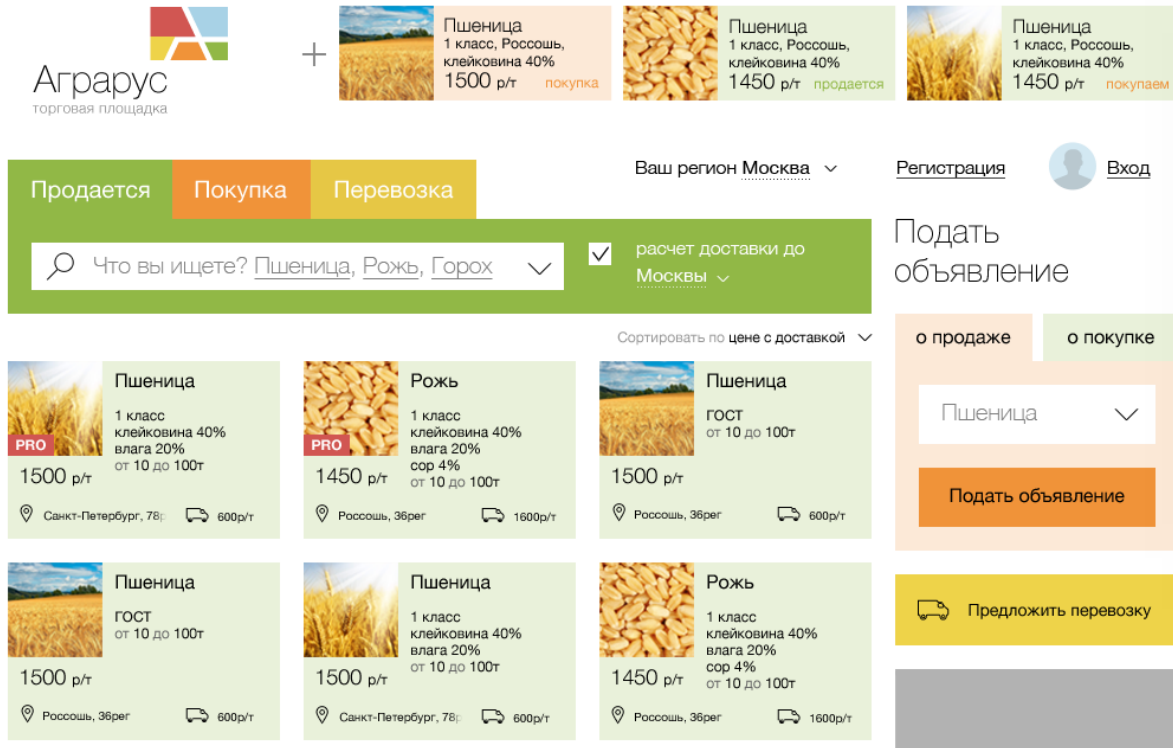 Аграрус
торговая площадка
+
Пшеница
1 класс, Россошь,
клейковина 40%
1500 р/т покупка
Пшеница
1 класс, Россошь,
клейковина 40%
1450 р/т продается
Пшеница
1 класс, Россошь,
клейковина 40%
1450 р/т покупаем
Продается
Покупка
Перевозка
Ваш регион Москва
Регистрация
Вход
Что вы ищете? Пшеница, Рожь, Горох
расчет доставки до
Москвы
Сортировать по цене с доставкой
Пшеница
1 класс
клейковина 40%
влага 20%
от 10 до 100т
PRO
1500 р/т
Санкт-Петербург, 78р
600р/т
Рожь
1 класс
клейковина 40%
влага 20%
сор 4%
от 10 до 100т
PRO
1450 р/т
Россошь, 36рег
1600р/т
Пшеница
ГОСТ
от 10 до 100т
1500 р/т
Россошь, 36рег
600р/т
Пшеница
ГОСТ
от 10 до 100т
1500 р/т
Россошь, 36рег
600р/т
Пшеница
1 класс
клейковина 40%
влага 20%
от 10 до 100т
1500 р/т
Санкт-Петербург, 78р
600р/т
Рожь
1 класс
клейковина 40%
влага 20%
сор 4%
от 10 до 100т
1450 р/т
Россошь, 36рег
1600р/т
Подать
объявление
о продаже
о покупке
Пшеница
Подать объявление
Предложить перевозку